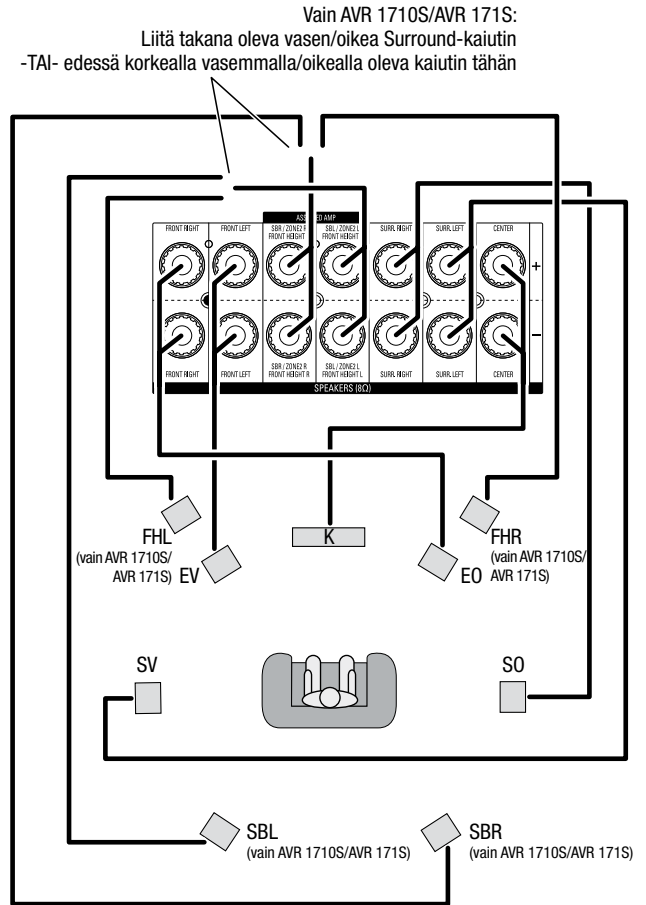 Vain AVR 1710S/AVR 171S:
Liitä takana oleva vasen/oikea Surround-kaiutin
-TAI- edessä korkealla vasemmalla/oikealla oleva kaiutin tähän
ASS ED AMP
FRONT RIGHT
FRONT LEFT
SBR / ZONE2 R
FRONT HEIGHT
SBL / ZONE2 L
FRONT HEIGHT
SURR. RIGHT
SURR. LEFT
CENTER
+
–
FRONT RIGHT
FRONT LEFT
SBR / ZONE2 R
FRONT HEIGHT R
SBL / ZONE2 L
FRONT HEIGHT L
SURR. RIGHT
SURR. LEFT
CENTER
SPEAKERS (8Ω)
FHL
(vain AVR 1710S/
AVR 171S)
EV
K
EO
FHR
(vain AVR 1710S/
AVR 171S)
SV
SO
SBL
(vain AVR 1710S/AVR 171S)
SBR
(vain AVR 1710S/AVR 171S)